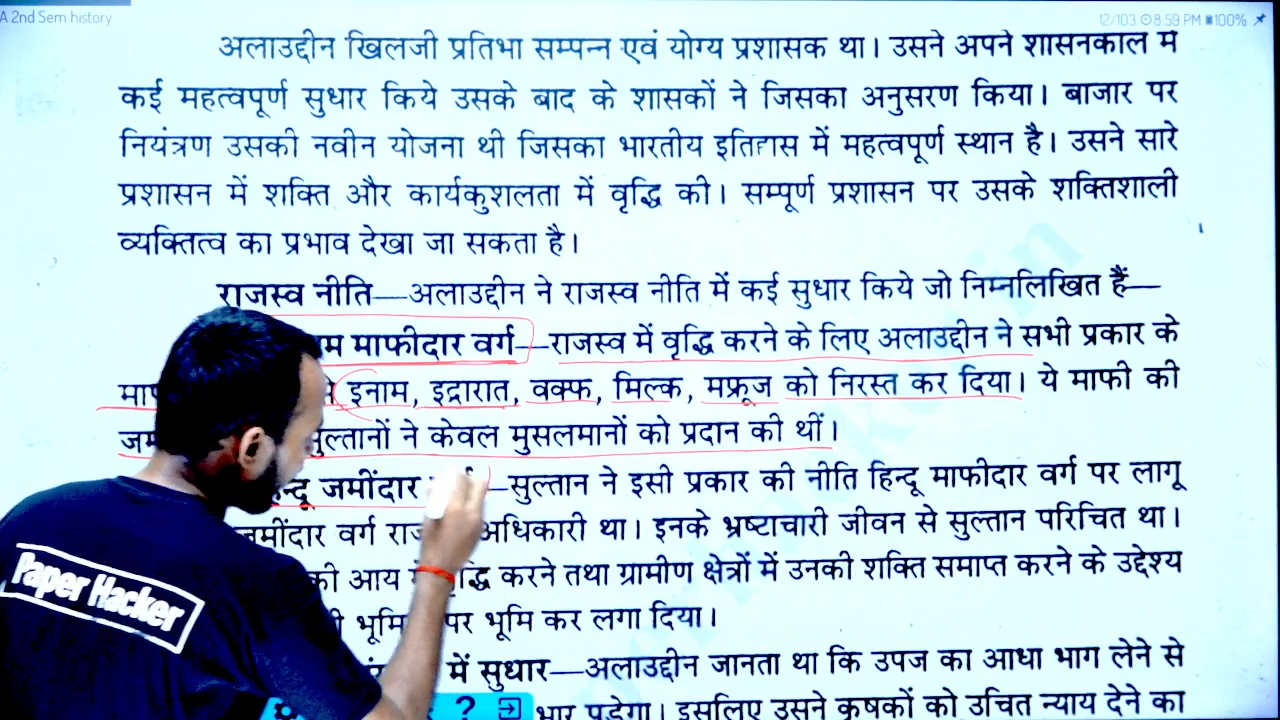 A 2nd Sem history
12/103 8:59 PM 100%
अलाउद्दीन खिलजी प्रतिभा सम्पन्न एवं योग्य प्रशासक था। उसने अपने शासनकाल म
कई महत्वपूर्ण सुधार किये उसके बाद के शासकों ने जिसका अनुसरण किया। बाजार पर
नियंत्रण उसकी नवीन योजना थी जिसका भारतीय इतिहास में महत्वपूर्ण स्थान है। उसने सारे
प्रशासन में शक्ति और कार्यकुशलता में वृद्धि की। सम्पूर्ण प्रशासन पर उसके शक्तिशाली
व्यक्तित्व का प्रभाव देखा जा सकता है।
राजस्व नीति—अलाउद्दीन ने राजस्व नीति में कई सुधार किये जो निम्नलिखित हैं—
माफीदार वर्ग—राजस्व में वृद्धि करने के लिए अलाउद्दीन ने सभी प्रकार के
इनाम, इद्रारात, वक्फ, मिल्क, मफ्रूज को निरस्त कर दिया। ये माफी की
ने केवल मुसलमानों को प्रदान की थीं।
जमींदार —सुल्तान ने इसी प्रकार की नीति हिन्दू माफीदार वर्ग पर लागू
वर्ग अधिकारी था। इनके भ्रष्टाचारी जीवन से सुल्तान परिचित था।
की आय करने तथा ग्रामीण क्षेत्रों में उनकी शक्ति समाप्त करने के उद्देश्य
पर भूमि कर लगा दिया।
में सुधार—अलाउद्दीन जानता था कि उपज का आधा भाग लेने से
? भार पड़ेगा। इसलिए उसने कृषकों को उचित न्याय देने का
Paper Hacker